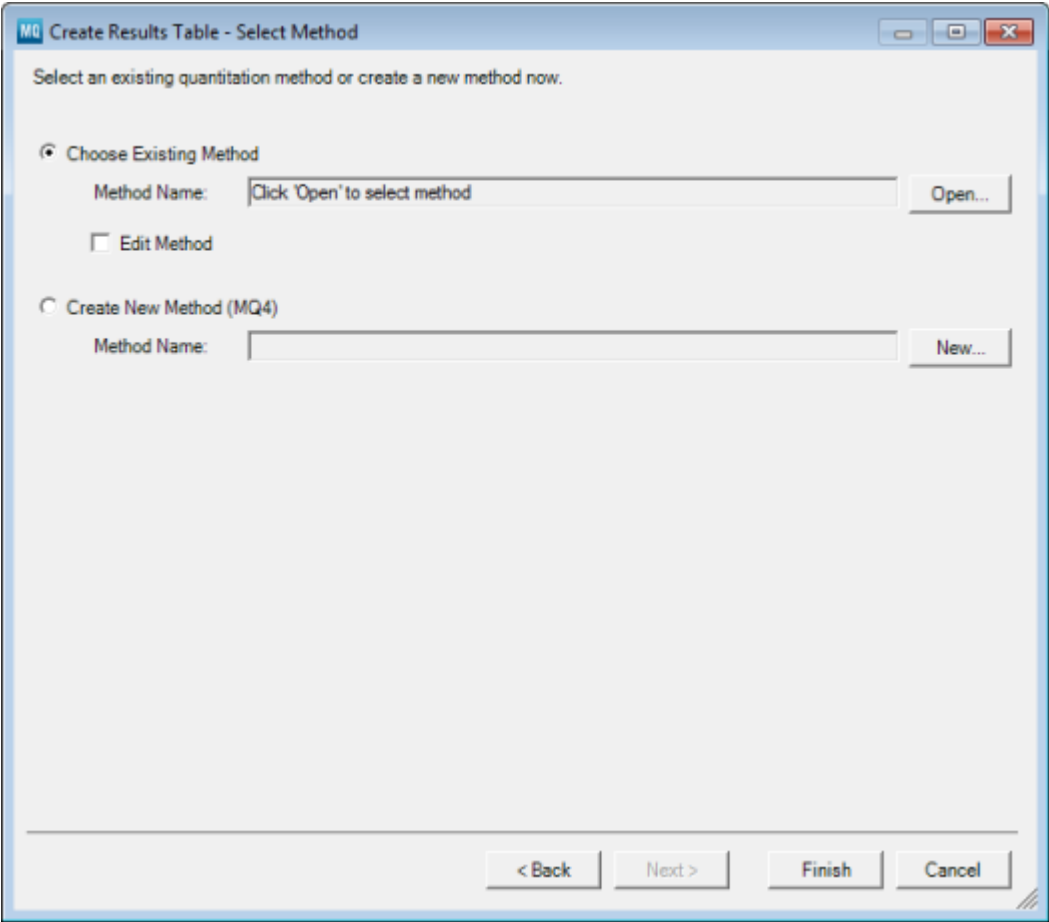 MQ Create Results Table - Select Method
Select an existing quantitation method or create a new method now.
Choose Existing Method
Method Name: Click 'Open' to select method Open...
Edit Method
Create New Method (MQ4)
Method Name: New...
< Back Next > Finish Cancel